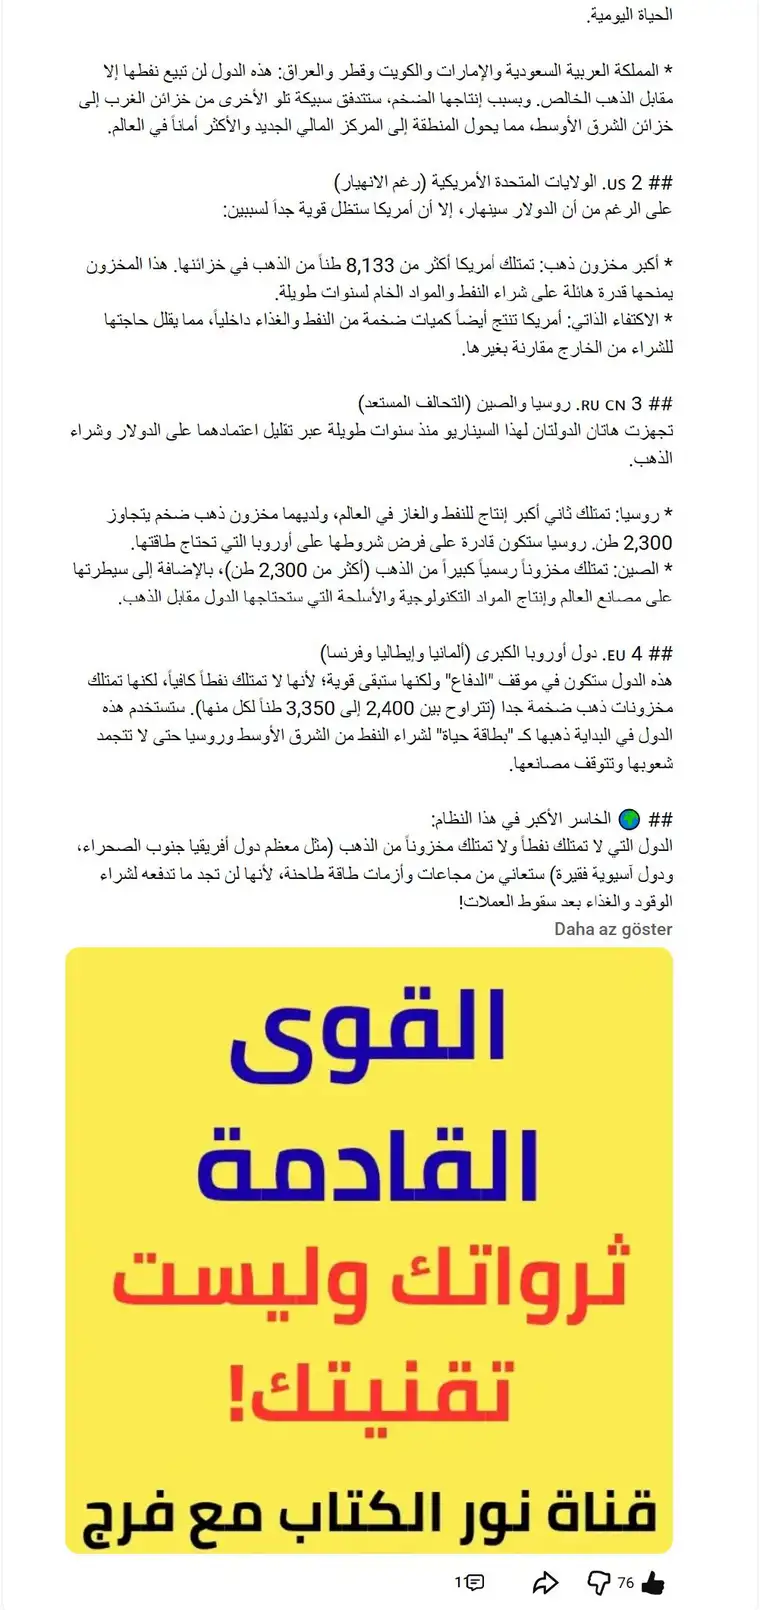 الحياة اليومية.
* المملكة العربية السعودية والإمارات والكويت وقطر والعراق: هذه الدول لن تبيع نفطها إلا
مقابل الذهب الخالص. وبسبب إنتاجها الضخم، ستتدفق سبيكة تلو الأخرى من خزائن الغرب إلى
خزائن الشرق الأوسط، مما يحول المنطقة إلى المركز المالي الجديد والأكثر أماناً في العالم.
## 2 US. الولايات المتحدة الأمريكية (رغم الانهيار)
على الرغم من أن الدولار سينهار، إلا أن أمريكا ستظل قوية جداً لسببين:
* أكبر مخزون ذهب: تمتلك أمريكا أكثر من 8,133 طناً من الذهب في خزائنها. هذا المخزون
يمنحها قدرة هائلة على شراء النفط والمواد الخام لسنوات طويلة.
* الاكتفاء الذاتي: أمريكا تنتج أيضاً كميات ضخمة من النفط والغذاء داخلياً، مما يقلل حاجتها
للشراء من الخارج مقارنة بغيرها.
## 3 RU CN. روسيا والصين (التحالف المستعد)
تجهزت هاتان الدولتان لهذا السيناريو منذ سنوات طويلة عبر تقليل اعتمادهما على الدولار وشراء
الذهب.
* روسيا: تمتلك ثاني أكبر إنتاج للنفط والغاز في العالم، ولديهما مخزون ذهب ضخم يتجاوز
2,300 طن. روسيا ستكون قادرة على فرض شروطها على أوروبا التي تحتاج طاقتها.
* الصين: تمتلك مخزوناً رسمياً كبيراً من الذهب (أكثر من 2,300 طن)، بالإضافة إلى سيطرتها
على مصانع العالم وإنتاج المواد التكنولوجية والأسلحة التي ستحتاجها الدول مقابل الذهب.
## 4 EU. دول أوروبا الكبرى (ألمانيا وإيطاليا وفرنسا)
هذه الدول ستكون في موقف "الدفاع" ولكنها ستبقى قوية؛ لأنها لا تمتلك نفطاً كافياً، لكنها تمتلك
مخزونات ذهب ضخمة جدا (تتراوح بين 2,400 إلى 3,350 طناً لكل منها). ستستخدم هذه
الدول في البداية ذهبها كـ "بطاقة حياة" لشراء النفط من الشرق الأوسط وروسيا حتى لا تتجمد
شعوبها وتتوقف مصانعها.
## 🌍 الخاسر الأكبر في هذا النظام:
الدول التي لا تمتلك نفطاً ولا تمتلك مخزوناً من الذهب (مثل معظم دول أفريقيا جنوب الصحراء،
ودول آسيوية فقيرة) ستعاني من مجاعات وأزمات طاقة طاحنة، لأنها لن تجد ما تدفعه لشراء
الوقود والغذاء بعد سقوط العملات!
Daha az göster
القوى
القادمة
ثرواتك وليست
تقنيتك!
قناة نور الكتاب مع فرج
76
11